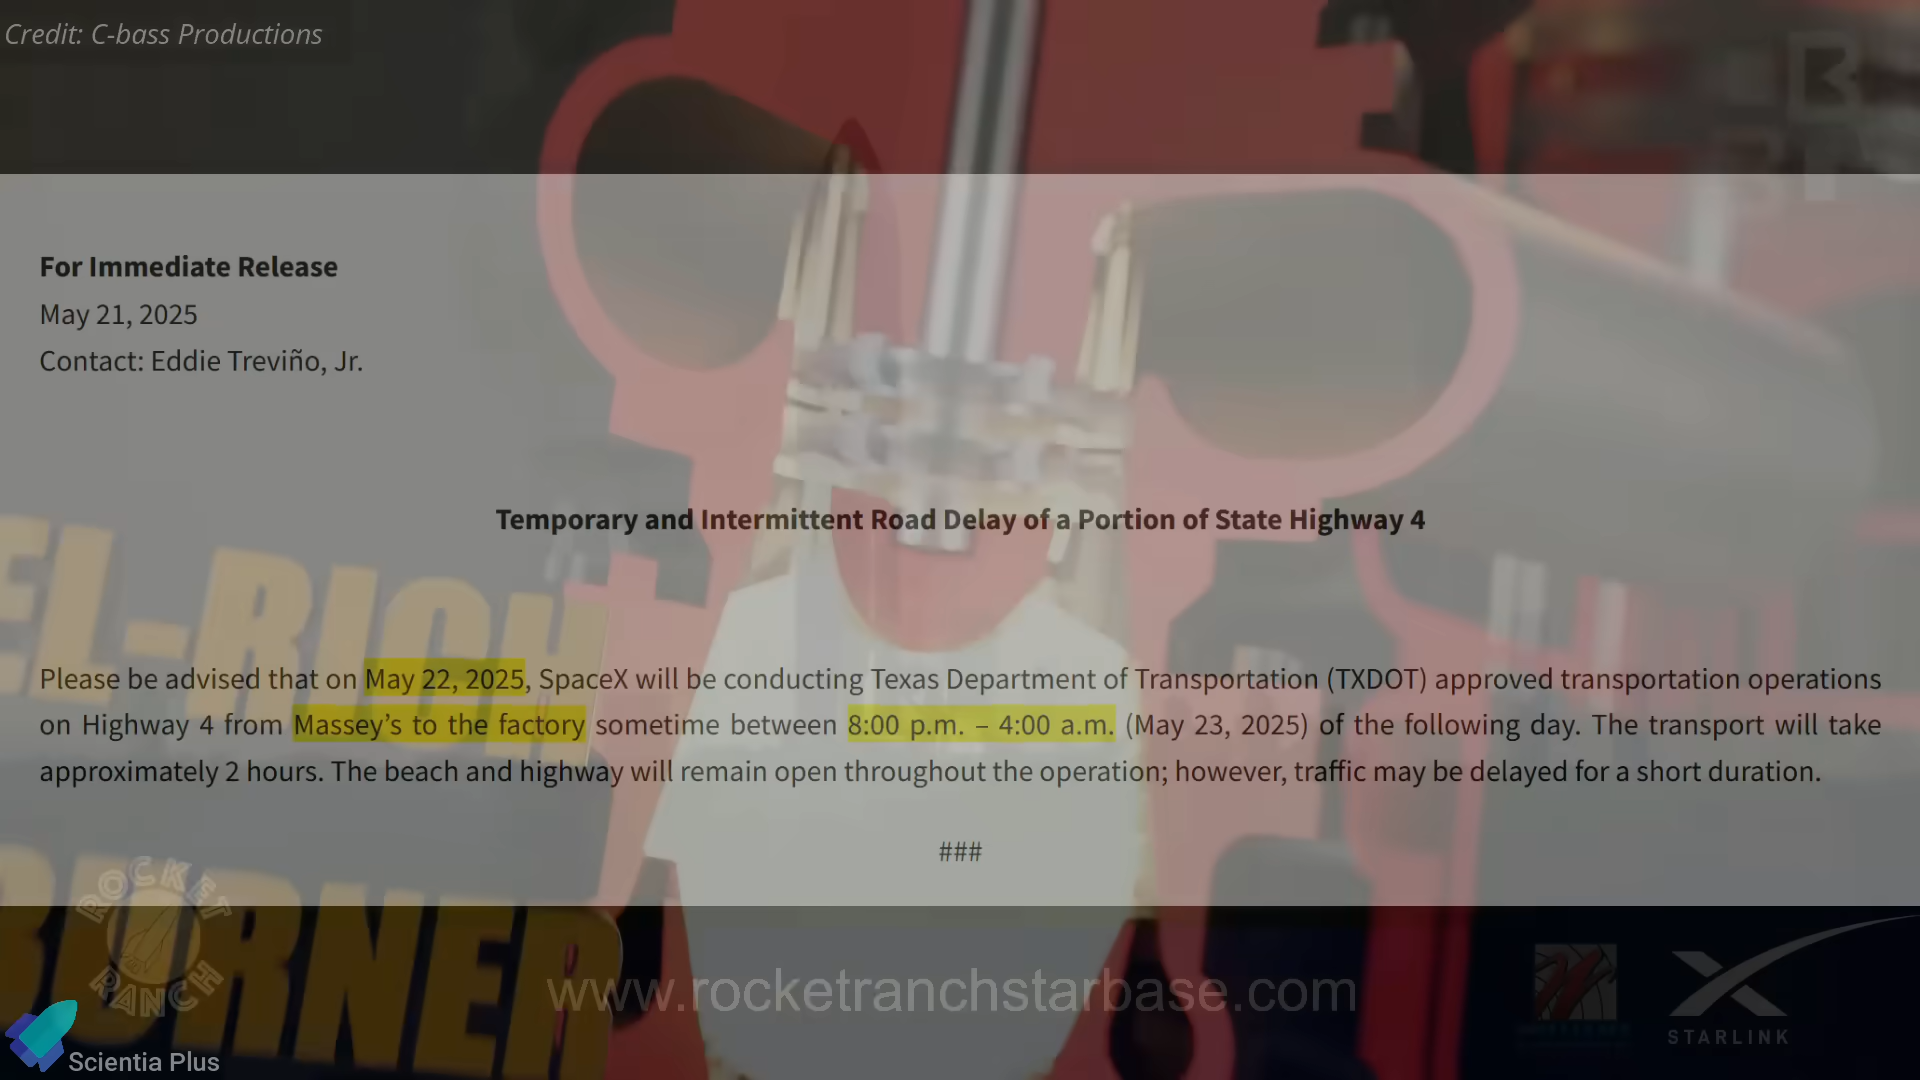 Credit: C-bass Productions
For Immediate Release
May 21, 2025
Contact: Eddie Treviño, Jr.
Temporary and Intermittent Road Delay of a Portion of State Highway 4
EL-RICH
Please be advised that on May 22, 2025, SpaceX will be conducting Texas Department of Transportation (TXDOT) approved transportation operations
on Highway 4 from Massey’s to the factory sometime between 8:00 p.m. – 4:00 a.m. (May 23, 2025) of the following day. The transport will take
approximately 2 hours. The beach and highway will remain open throughout the operation; however, traffic may be delayed for a short duration.
###
BURNER
ROCKET
RANCH
www.rocketranchstarbase.com
STARLINK
Scientia Plus